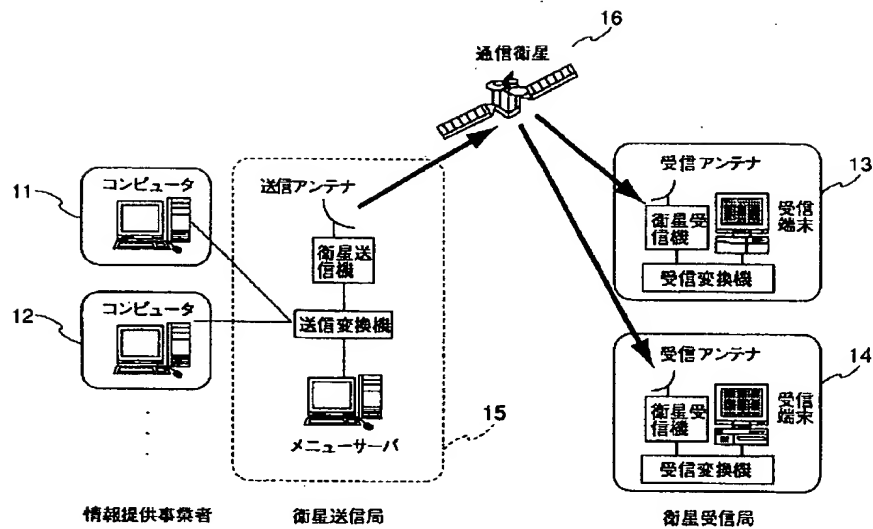 16
通信衛星
11
コンピュータ
12
コンピュータ
送信アンテナ
衛星送
信機
送信変換機
メニューサーバ
15
受信アンテナ
13
衛星受
信機
受信
端末
受信変換機
受信アンテナ
14
衛星受
信機
受信
端末
受信変換機
情報提供事業者
衛星送信局
衛星受信局